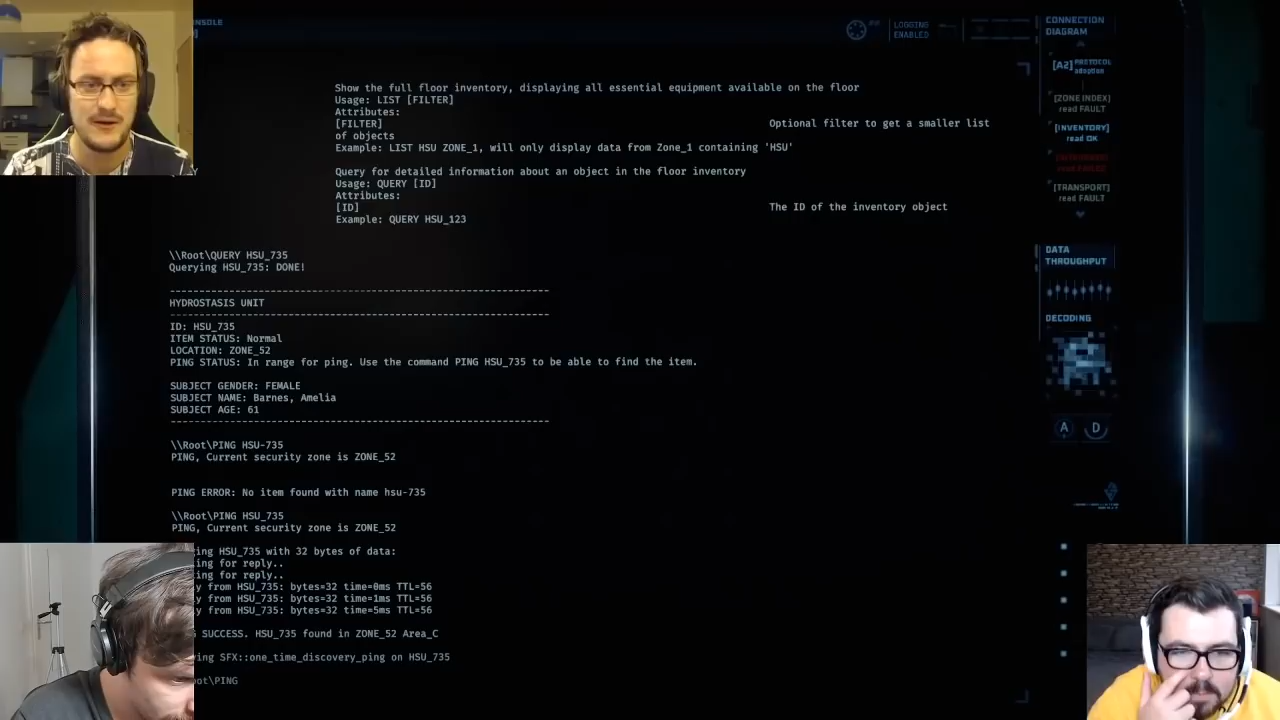 NSOLE
LOGGING
ENABLED
CONNECTION
DIAGRAM
[A2] PROTOCOL
adaption
[ZONE INDEX]
read FAULT
[INVENTORY]
read OK
[TRANSPORT]
read FAULT
DATA
THROUGHPUT
DECODING
A D
Show the full floor inventory, displaying all essential equipment available on the floor
Usage: LIST [FILTER]
Attributes:
[FILTER] Optional filter to get a smaller list
of objects
Example: LIST HSU ZONE_1, will only display data from Zone_1 containing 'HSU'
Y Query for detailed information about an object in the floor inventory
Usage: QUERY [ID]
Attributes:
[ID] The ID of the inventory object
Example: QUERY HSU_123
\\Root\QUERY HSU_735
Querying HSU_735: DONE!
----------------------------------------------------------------
HYDROSTASIS UNIT
----------------------------------------------------------------
ID: HSU_735
ITEM STATUS: Normal
LOCATION: ZONE_52
PING STATUS: In range for ping. Use the command PING HSU_735 to be able to find the item.
SUBJECT GENDER: FEMALE
SUBJECT NAME: Barnes, Amelia
SUBJECT AGE: 61
----------------------------------------------------------------
\\Root\PING HSU-735
PING, Current security zone is ZONE_52
PING ERROR: No item found with name hsu-735
\\Root\PING HSU_735
PING, Current security zone is ZONE_52
ing HSU_735 with 32 bytes of data:
ing for reply..
ing for reply..
y from HSU_735: bytes=32 time=0ms TTL=56
y from HSU_735: bytes=32 time=1ms TTL=56
y from HSU_735: bytes=32 time=5ms TTL=56
SUCCESS. HSU_735 found in ZONE_52 Area_C
ing SFX::one_time_discovery_ping on HSU_735
ot\PING